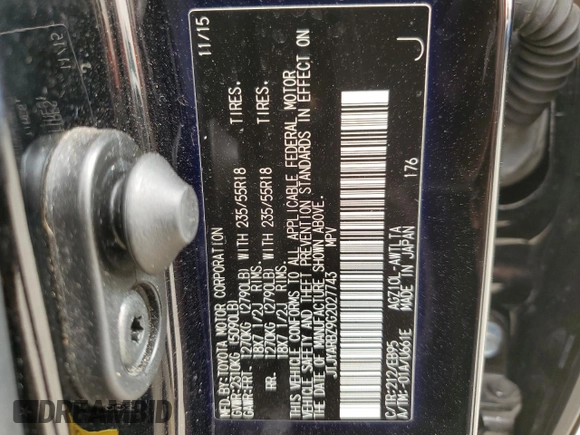 MFD.BY:TOYOTA MOTOR CORPORATION 11/15
GVWR:2310KG (5090LB)
GAWR:FRT- 1270KG (2790LB) WITH 235/55R18 TIRES.
18X7 1/2J RIMS.
RR. 1270KG (2790LB) WITH 235/55R18 TIRES.
18X7 1/2J RIMS.
THIS VEHICLE CONFORMS TO ALL APPLICABLE FEDERAL MOTOR
VEHICLE SAFETY AND THEFT PREVENTION STANDARDS IN EFFECT ON
THE DATE OF MANUFACTURE SHOWN ABOVE.
JTJYARBZ9G2027743 MPV J
C/TR:212/EB95 AGZ10L-AWTLTA 176
A/TM:-01A/U661E MADE IN JAPAN
DREAMBID